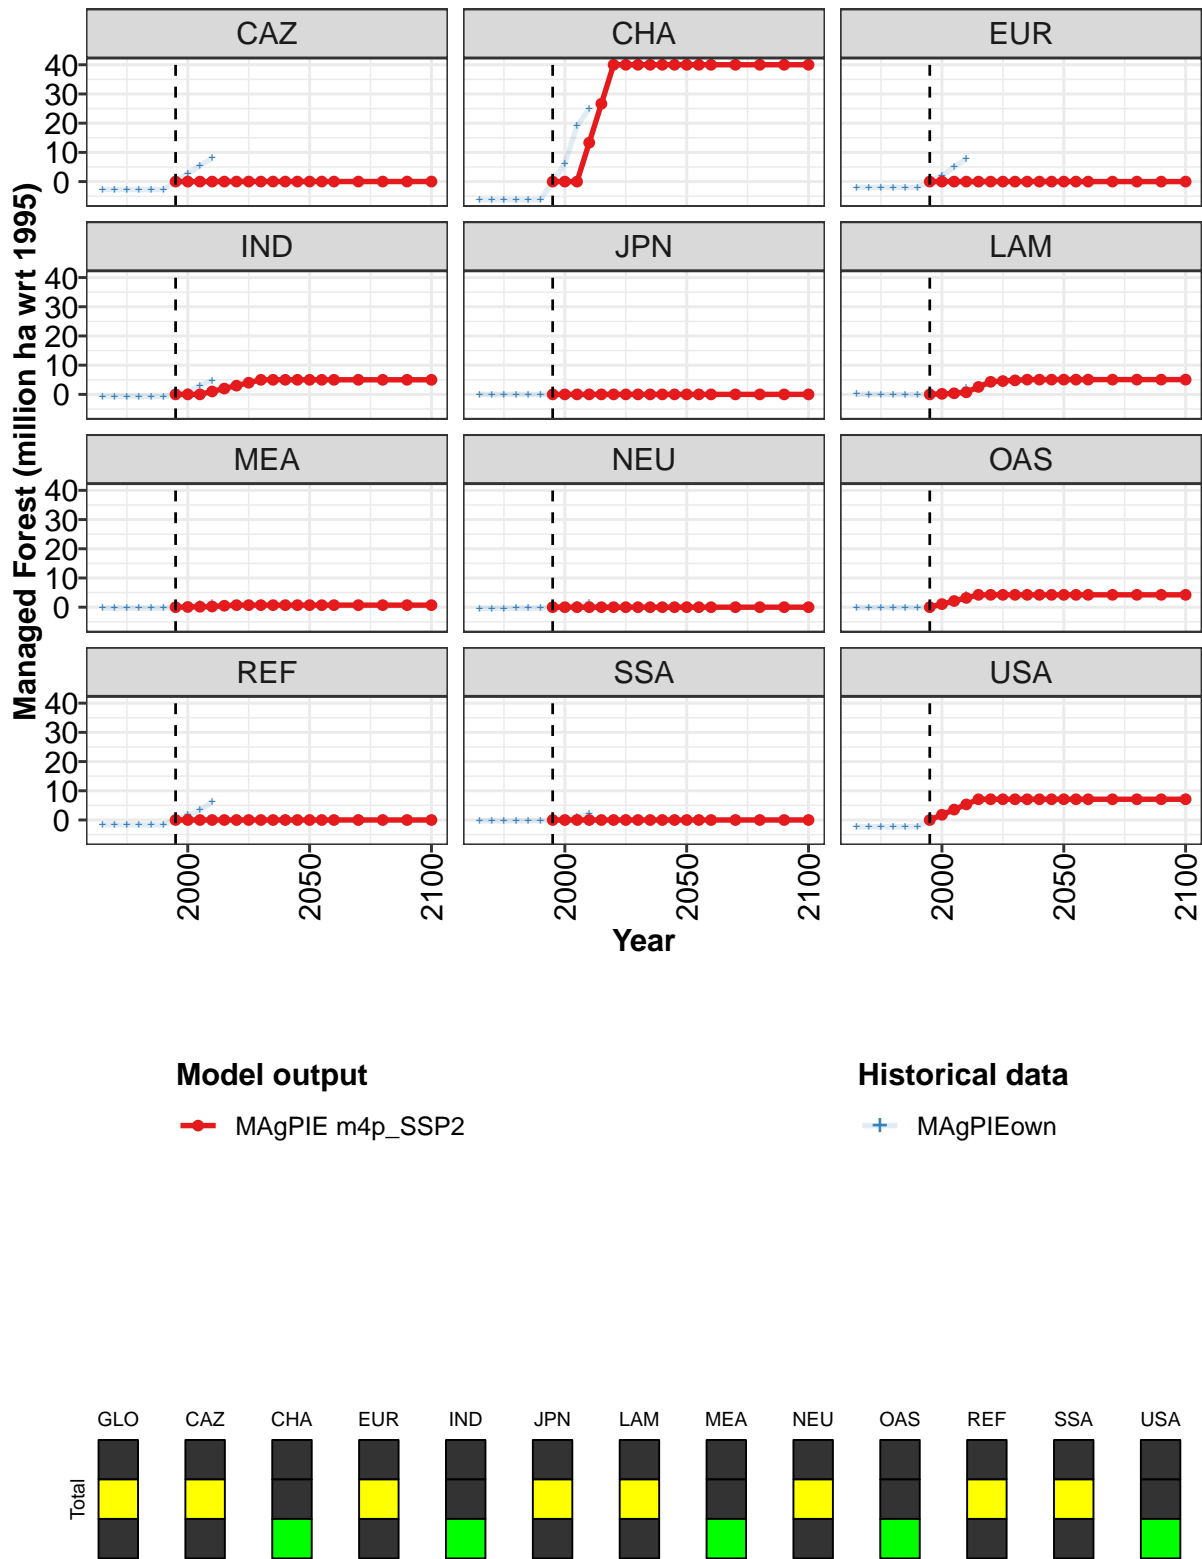 CAZ CHA EUR
40
30
20
10
0
IND JPN LAM
40
30
20
10
0
MEA NEU OAS
40
30
20
10
0
REF SSA USA
40
30
20
10
0
Managed Forest (million ha wrt 1995)
2000 2050 2100 2000 2050 2100 2000 2050 2100
Year
Model output Historical data
MAgPIE m4p_SSP2 MAgPIEown
GLO CAZ CHA EUR IND JPN LAM MEA NEU OAS REF SSA USA
Total